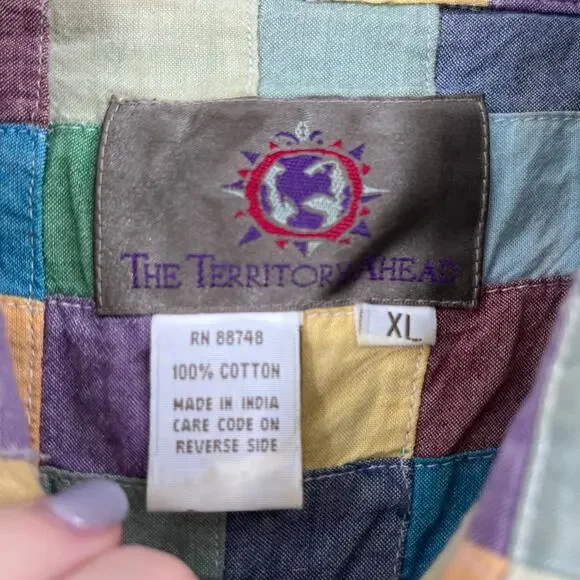 THE TERRITORY AHEAD
XL
RN 88748
100% COTTON
MADE IN INDIA
CARE CODE ON
REVERSE SIDE